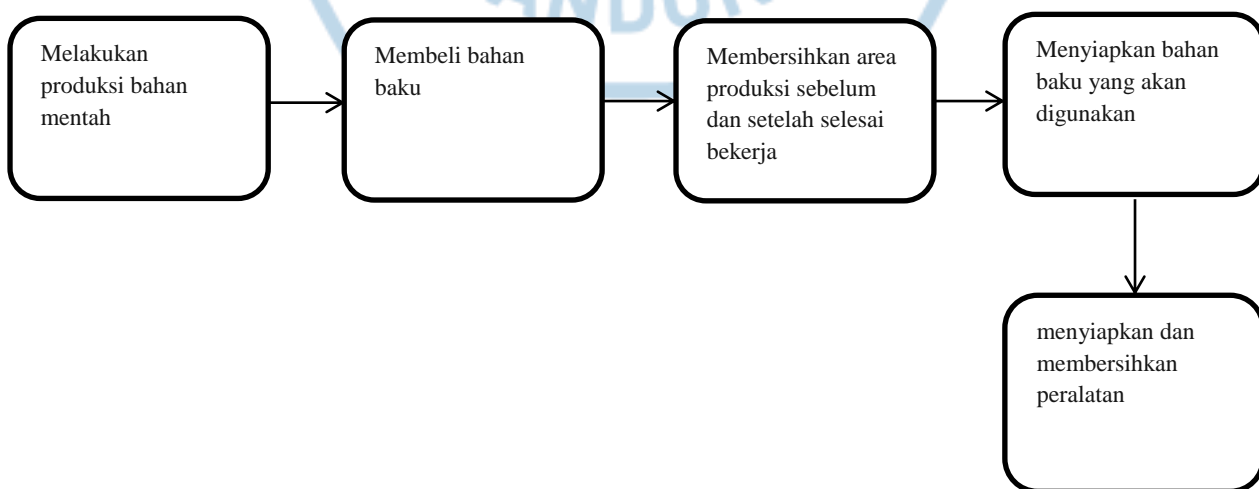 Melakukan
produksi bahan
mentah
Membeli bahan
baku
Membersihkan area
produksi sebelum
dan setelah selesai
bekerja
Menyiapkan bahan
baku yang akan
digunakan
menyiapkan dan
membersihkan
peralatan